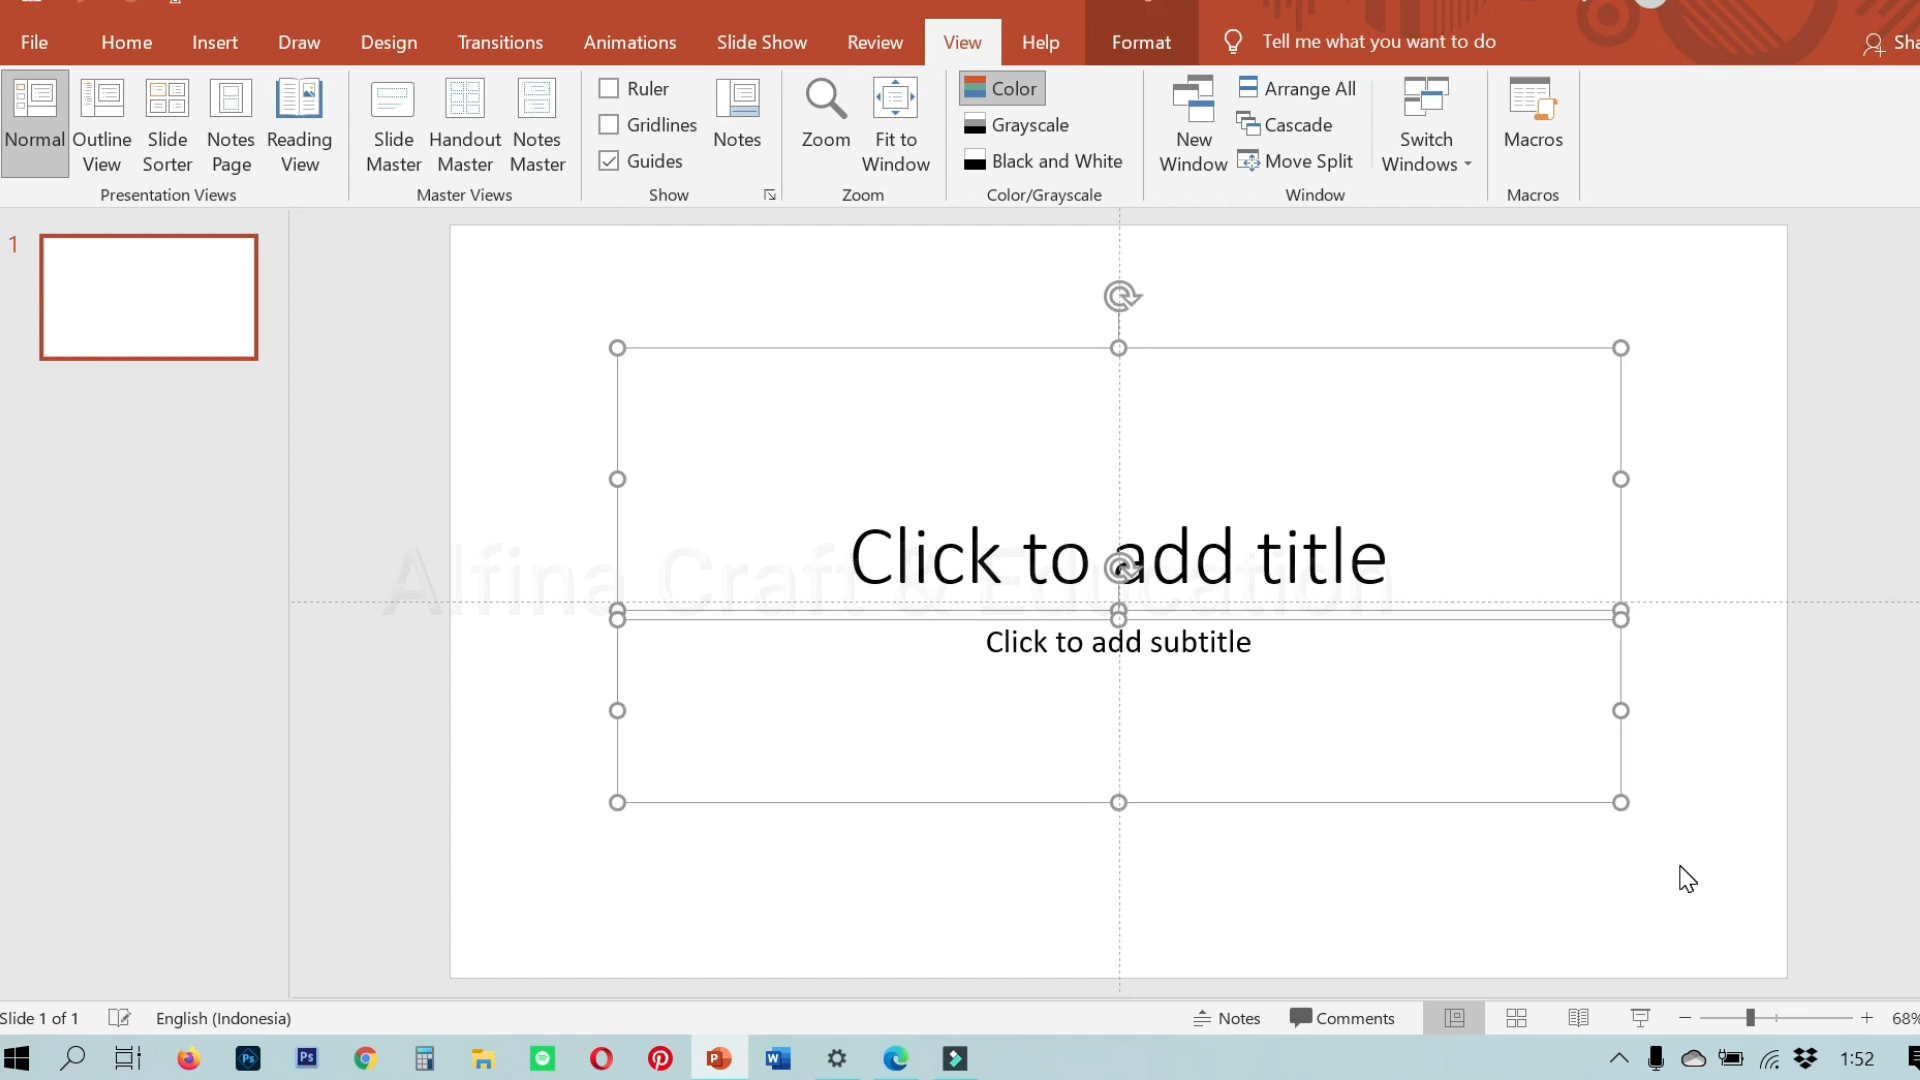 File Home Insert Draw Design Transitions Animations Slide Show Review View Help Format Tell me what you want to do
Normal Outline View Slide Sorter Notes Page Reading View
Presentation Views
Slide Master Handout Master Notes Master
Master Views
Ruler
Gridlines
Guides
Notes
Show
Zoom Fit to Window
Zoom
Color
Grayscale
Black and White
Color/Grayscale
New Window
Arrange All
Cascade
Move Split
Switch Windows
Window
Macros
Macros
1
Click to add title
Alfina Craft & Education
Click to add subtitle
Slide 1 of 1 English (Indonesia) Notes Comments 68%
1:52